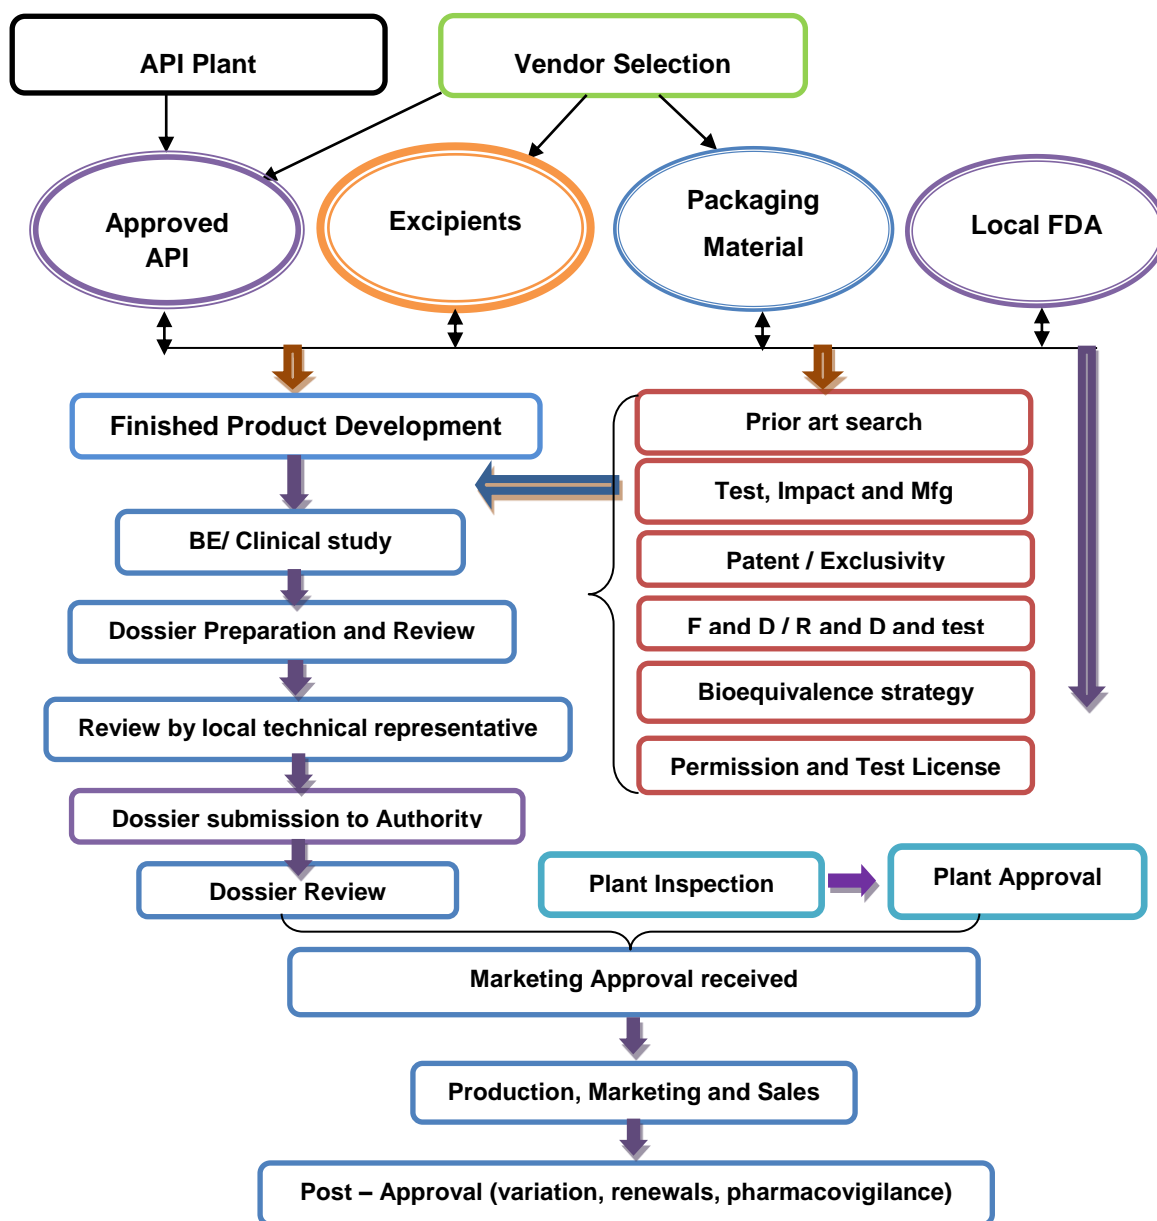 API Plant
Vendor Selection
Approved
API
Excipients
Packaging
Material
Local FDA
Finished Product Development
Prior art search
Test, Impact and Mfg
BE/ Clinical study
Patent / Exclusivity
Dossier Preparation and Review
F and D / R and D and test
Bioequivalence strategy
Review by local technical representative
Permission and Test License
Dossier submission to Authority
Dossier Review
Plant Inspection
Plant Approval
Marketing Approval received
Production, Marketing and Sales
Post – Approval (variation, renewals, pharmacovigilance)